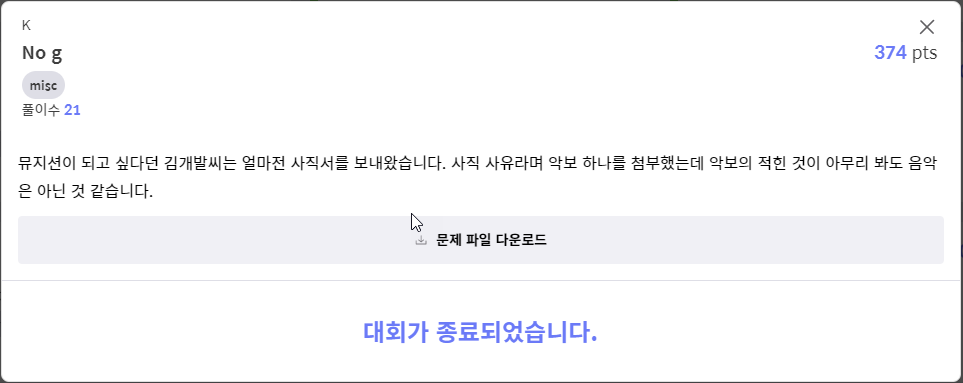 K
No g
374 pts
misc
풀이수 21
뮤지션이 되고 싶다던 김개발씨는 얼마전 사직서를 보내왔습니다. 사직 사유라며 악보 하나를 첨부했는데 악보의 적힌 것이 아무리 봐도 음악
은 아닌 것 같습니다.
문제 파일 다운로드
대회가 종료되었습니다.